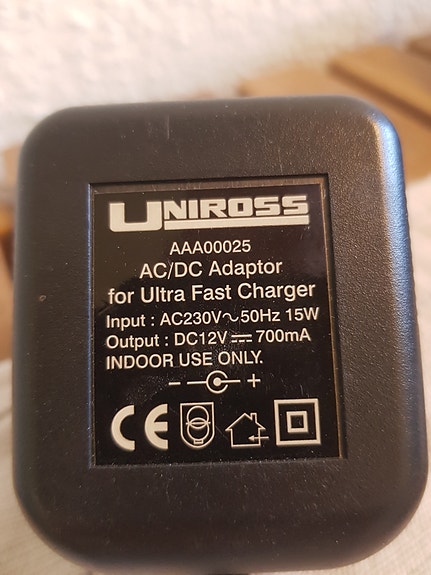 UNIROSS
AAA00025
AC/DC Adaptor
for Ultra Fast Charger
Input : AC230V～50Hz 15W
Output : DC12V ⎓ 700mA
INDOOR USE ONLY.
− +
CE